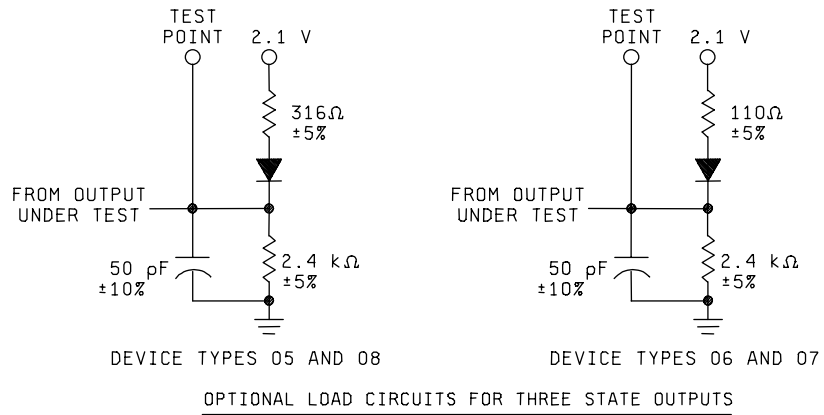 TEST
POINT
2.1 V
316Ω
±5%
FROM OUTPUT
UNDER TEST
50 pF
±10%
2.4 kΩ
±5%
DEVICE TYPES 05 AND 08
TEST
POINT
2.1 V
110Ω
±5%
FROM OUTPUT
UNDER TEST
50 pF
±10%
2.4 kΩ
±5%
DEVICE TYPES 06 AND 07
OPTIONAL LOAD CIRCUITS FOR THREE STATE OUTPUTS